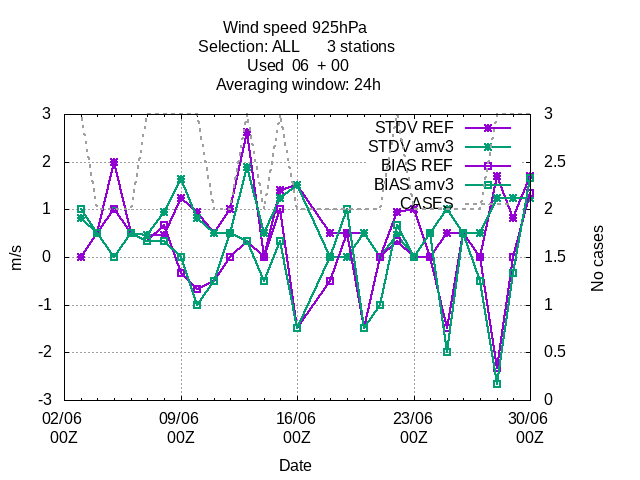 Wind speed 925hPa
Selection: ALL 3 stations
Used 06 + 00
Averaging window: 24h
STDV REF
STDV amv3
BIAS REF
BIAS amv3
CASES
3
2
1
0
-1
-2
-3
m/s
3
2.5
2
1.5
1
0.5
0
No cases
02/06 09/06 16/06 23/06 30/06
00Z 00Z 00Z 00Z 00Z
Date